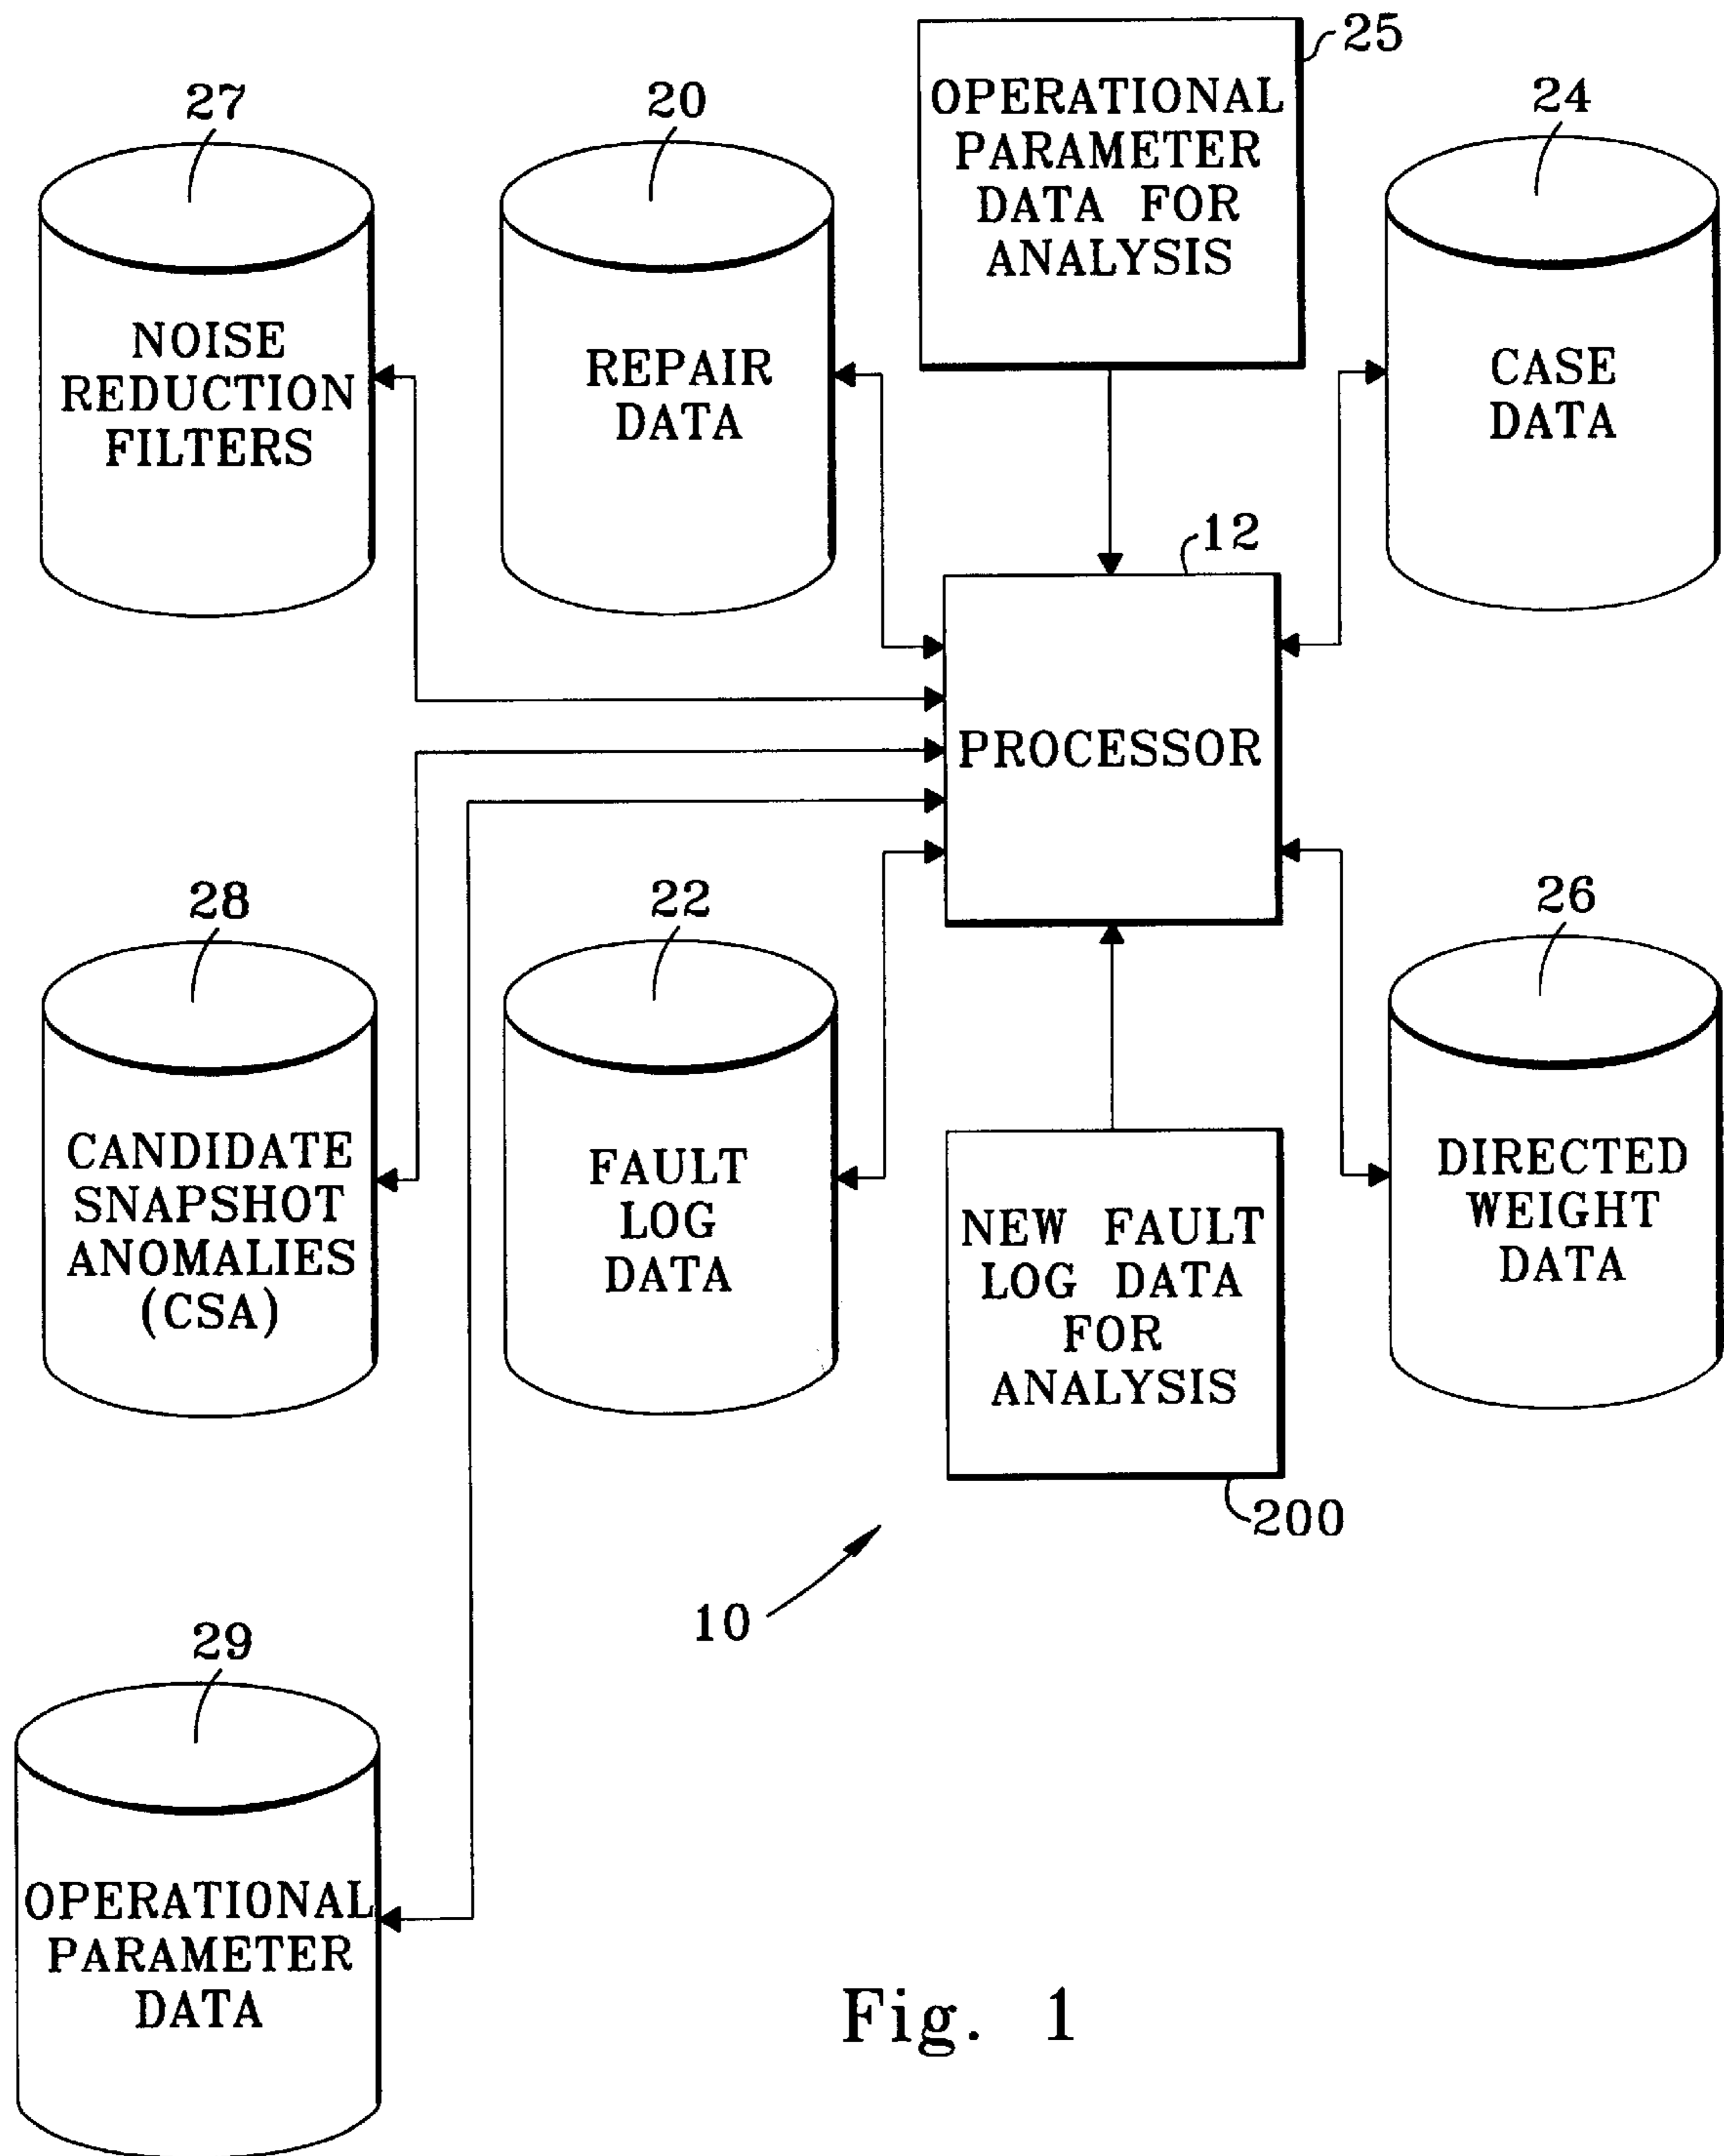 25
OPERATIONAL
PARAMETER
DATA FOR
ANALYSIS
27
NOISE
REDUCTION
FILTERS
20
REPAIR
DATA
24
CASE
DATA
12
PROCESSOR
28
CANDIDATE
SNAPSHOT
ANOMALIES
(CSA)
22
FAULT
LOG
DATA
NEW FAULT
LOG DATA
FOR
ANALYSIS
200
26
DIRECTED
WEIGHT
DATA
10
29
OPERATIONAL
PARAMETER
DATA
Fig. 1